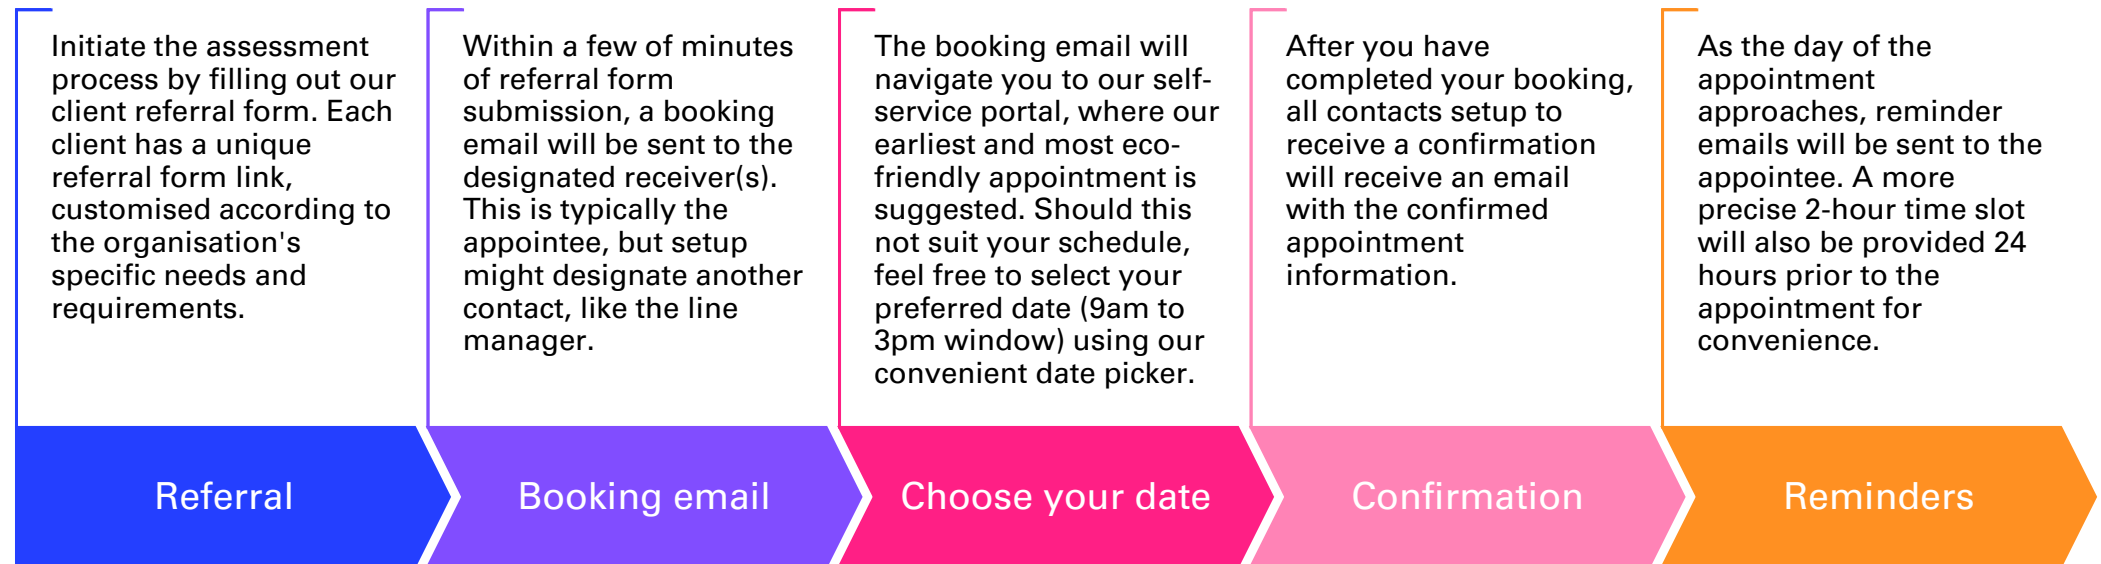 Initiate the assessment
process by filling out our
client referral form. Each
client has a unique
referral form link,
customised according to
the organisation's
specific needs and
requirements.
Within a few of minutes
of referral form
submission, a booking
email will be sent to the
designated receiver(s).
This is typically the
appointee, but setup
might designate another
contact, like the line
manager.
The booking email will
navigate you to our self-
service portal, where our
earliest and most eco-
friendly appointment is
suggested. Should this
not suit your schedule,
feel free to select your
preferred date (9am to
3pm window) using our
convenient date picker.
After you have
completed your booking,
all contacts setup to
receive a confirmation
will receive an email
with the confirmed
appointment
information.
As the day of the
appointment
approaches, reminder
emails will be sent to the
appointee. A more
precise 2-hour time slot
will also be provided 24
hours prior to the
appointment for
convenience.
Referral
Booking email
Choose your date
Confirmation
Reminders